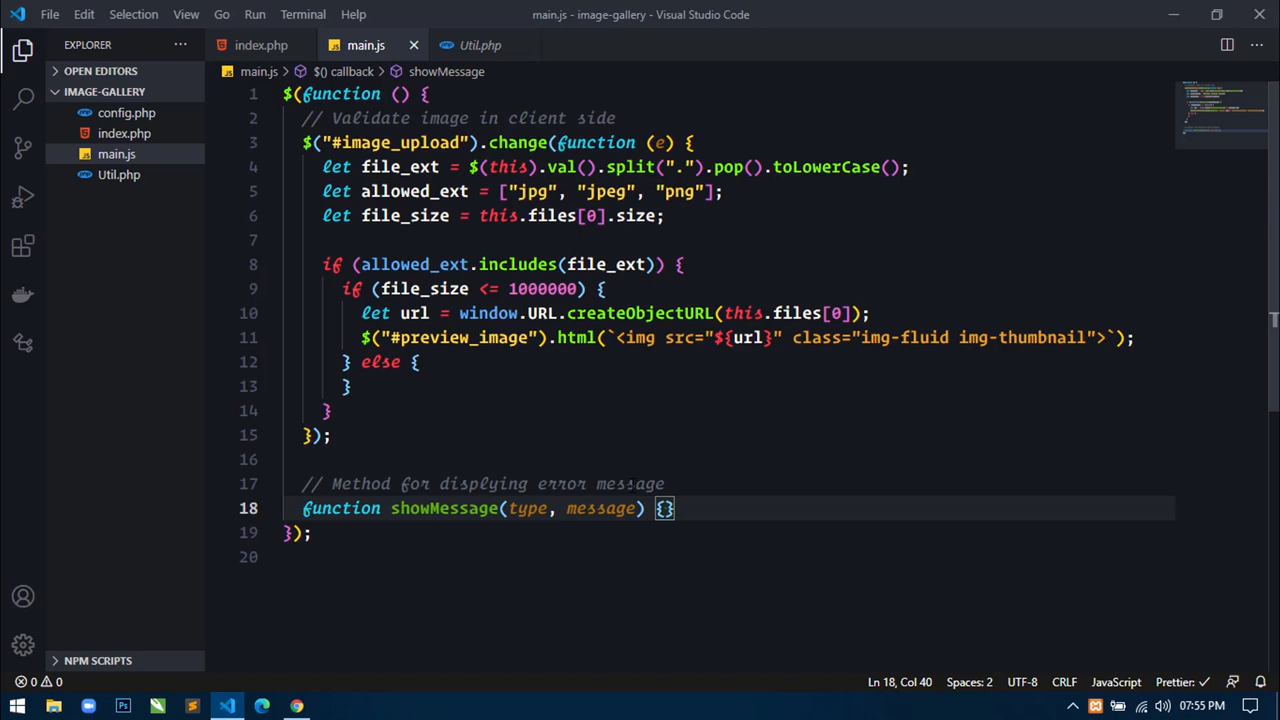 File Edit Selection View Go Run Terminal Help
main.js - image-gallery - Visual Studio Code
EXPLORER
OPEN EDITORS
IMAGE-GALLERY
config.php
index.php
main.js
Util.php
NPM SCRIPTS
index.php main.js Util.php
main.js > $() callback > showMessage
1 $(function () {
2 // Validate image in client side
3 $("#image_upload").change(function (e) {
4 let file_ext = $(this).val().split(".").pop().toLowerCase();
5 let allowed_ext = ["jpg", "jpeg", "png"];
6 let file_size = this.files[0].size;
7
8 if (allowed_ext.includes(file_ext)) {
9 if (file_size <= 1000000) {
10 let url = window.URL.createObjectURL(this.files[0]);
11 $("#preview_image").html(`<img src="${url}" class="img-fluid img-thumbnail">`);
12 } else {
13 }
14 }
15 });
16
17 // Method for displying error message
18 function showMessage(type, message) {}
19 });
20
0 0
Ln 18, Col 40 Spaces: 2 UTF-8 CRLF JavaScript Prettier: ✓
Ps
07:55 PM